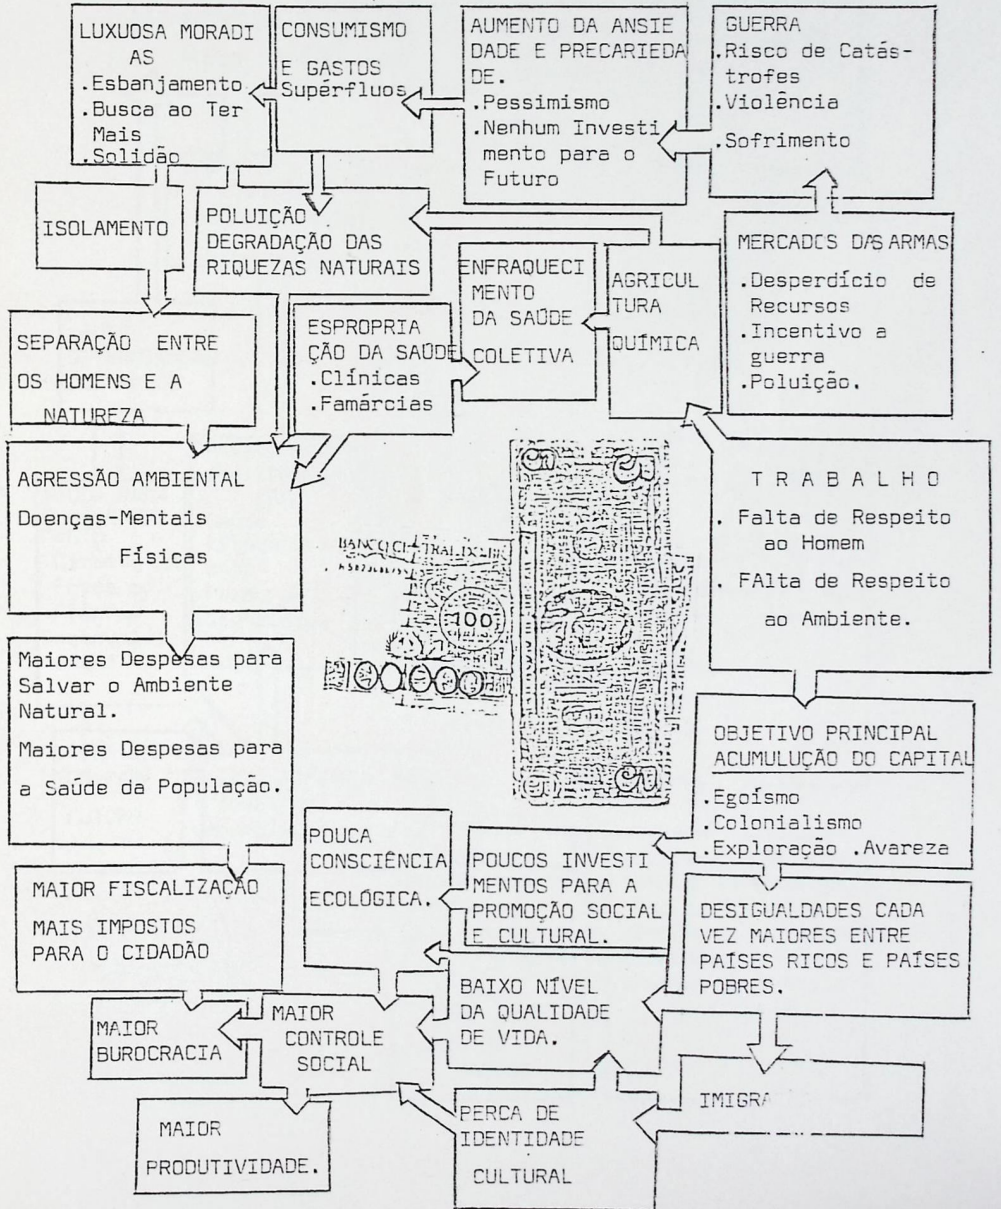 LUXUOSA MORADI
AS
.Esbanjamento
.Busca ao Ter
Mais
.Solidão
CONSUMISMO
E GASTOS
Supérfluos
AUMENTO DA ANSIE
DADE E PRECARIEDA
DE.
.Pessimismo
.Nenhum Investi
mento para o
Futuro
GUERRA
.Risco de Catás-
trofes
.Violência
.Sofrimento
ISOLAMENTO
POLUIÇÃO
DEGRADAÇÃO DAS
RIQUEZAS NATURAIS
ENFRAQUECI
MENTO
DA SAÚDE
COLETIVA
AGRICUL
TURA
QUÍMICA
MERCADOS DAS ARMAS
.Desperdício de
Recursos
.Incentivo a
guerra
.Poluição.
SEPARAÇÃO ENTRE
OS HOMENS E A
NATUREZA
ESPROPRIA
ÇÃO DA SAÚDE
.Clínicas
.Famárcias
AGRESSÃO AMBIENTAL
Doenças-Mentais
Físicas
T R A B A L H O
. Falta de Respeito
ao Homem
. FAlta de Respeito
ao Ambiente.
BANCO
100
Maiores Despesas para
Salvar o Ambiente
Natural.
Maiores Despesas para
a Saúde da População.
OBJETIVO PRINCIPAL
ACUMULUÇÃO DO CAPITAL
.Egoísmo
.Colonialismo
.Exploração .Avareza
POUCA
CONSCIÊNCIA
ECOLÓGICA.
POUCOS INVESTI
MENTOS PARA A
PROMOÇÃO SOCIAL
E CULTURAL.
MAIOR FISCALIZAÇÃO
MAIS IMPOSTOS
PARA O CIDADÃO
DESIGUALDADES CADA
VEZ MAIORES ENTRE
PAÍSES RICOS E PAÍSES
POBRES.
MAIOR
BUROCRACIA
MAIOR
CONTROLE
SOCIAL
BAIXO NÍVEL
DA QUALIDADE
DE VIDA.
IMIGRA
MAIOR
PRODUTIVIDADE.
PERCA DE
IDENTIDADE
CULTURAL